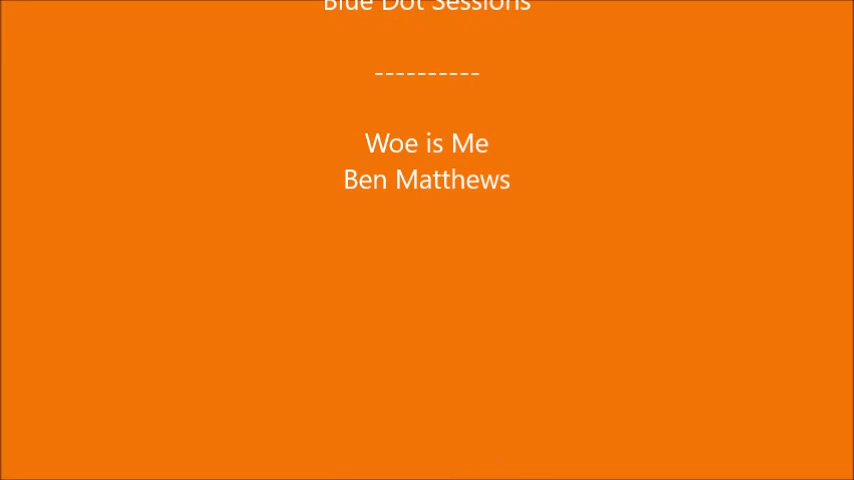 Blue Dot Sessions
----------
Woe is Me
Ben Matthews